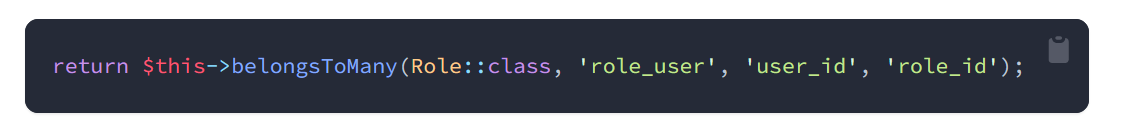 return $this->belongsToMany(Role::class, 'role_user', 'user_id', 'role_id');